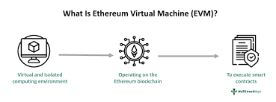 What Is Ethereum Virtual Machine (EVM)?
Virtual and isolated
computing environment
Operating on the
Ethereum blockchain
To execute smart
contracts